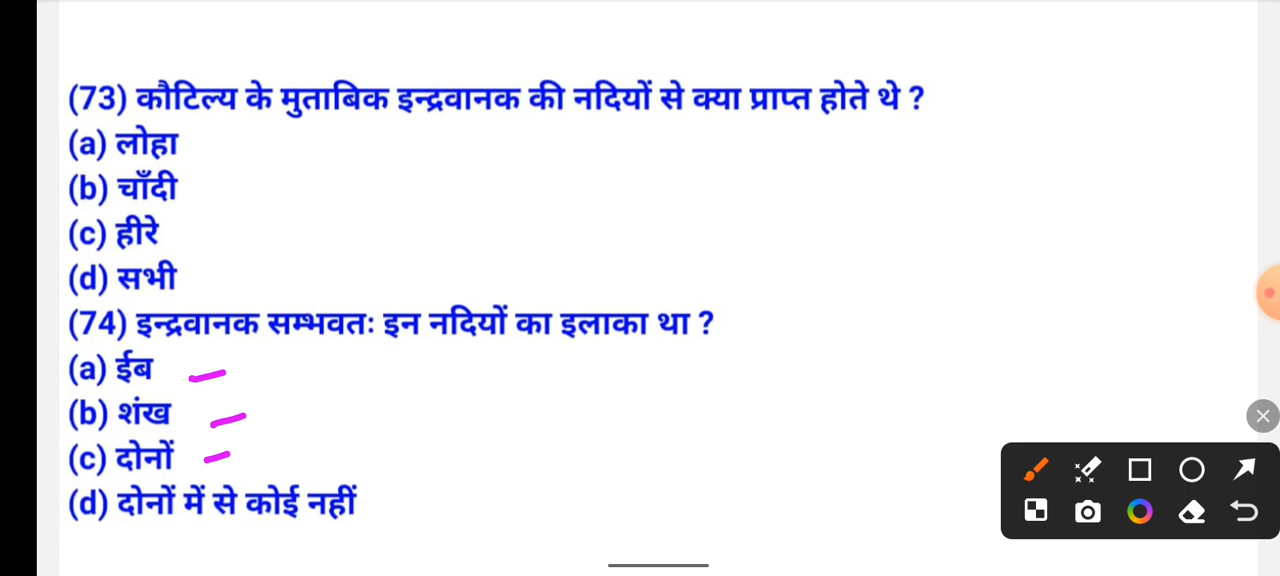 (73) कौटिल्य के मुताबिक इन्द्रवानक की नदियों से क्या प्राप्त होते थे ?
(a) लोहा
(b) चाँदी
(c) हीरे
(d) सभी
(74) इन्द्रवानक सम्भवतः इन नदियों का इलाका था ?
(a) ईब
(b) शंख
(c) दोनों
(d) दोनों में से कोई नहीं